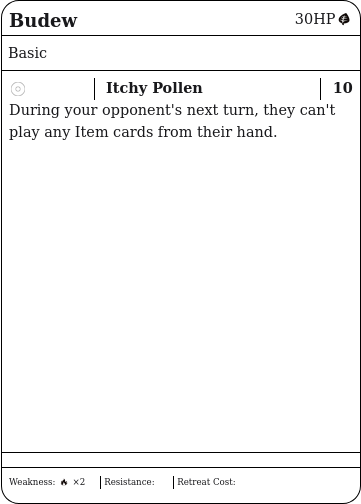 Budew 30HP
Basic
Itchy Pollen 10
During your opponent's next turn, they can't
play any Item cards from their hand.
Weakness: ×2 Resistance: Retreat Cost: